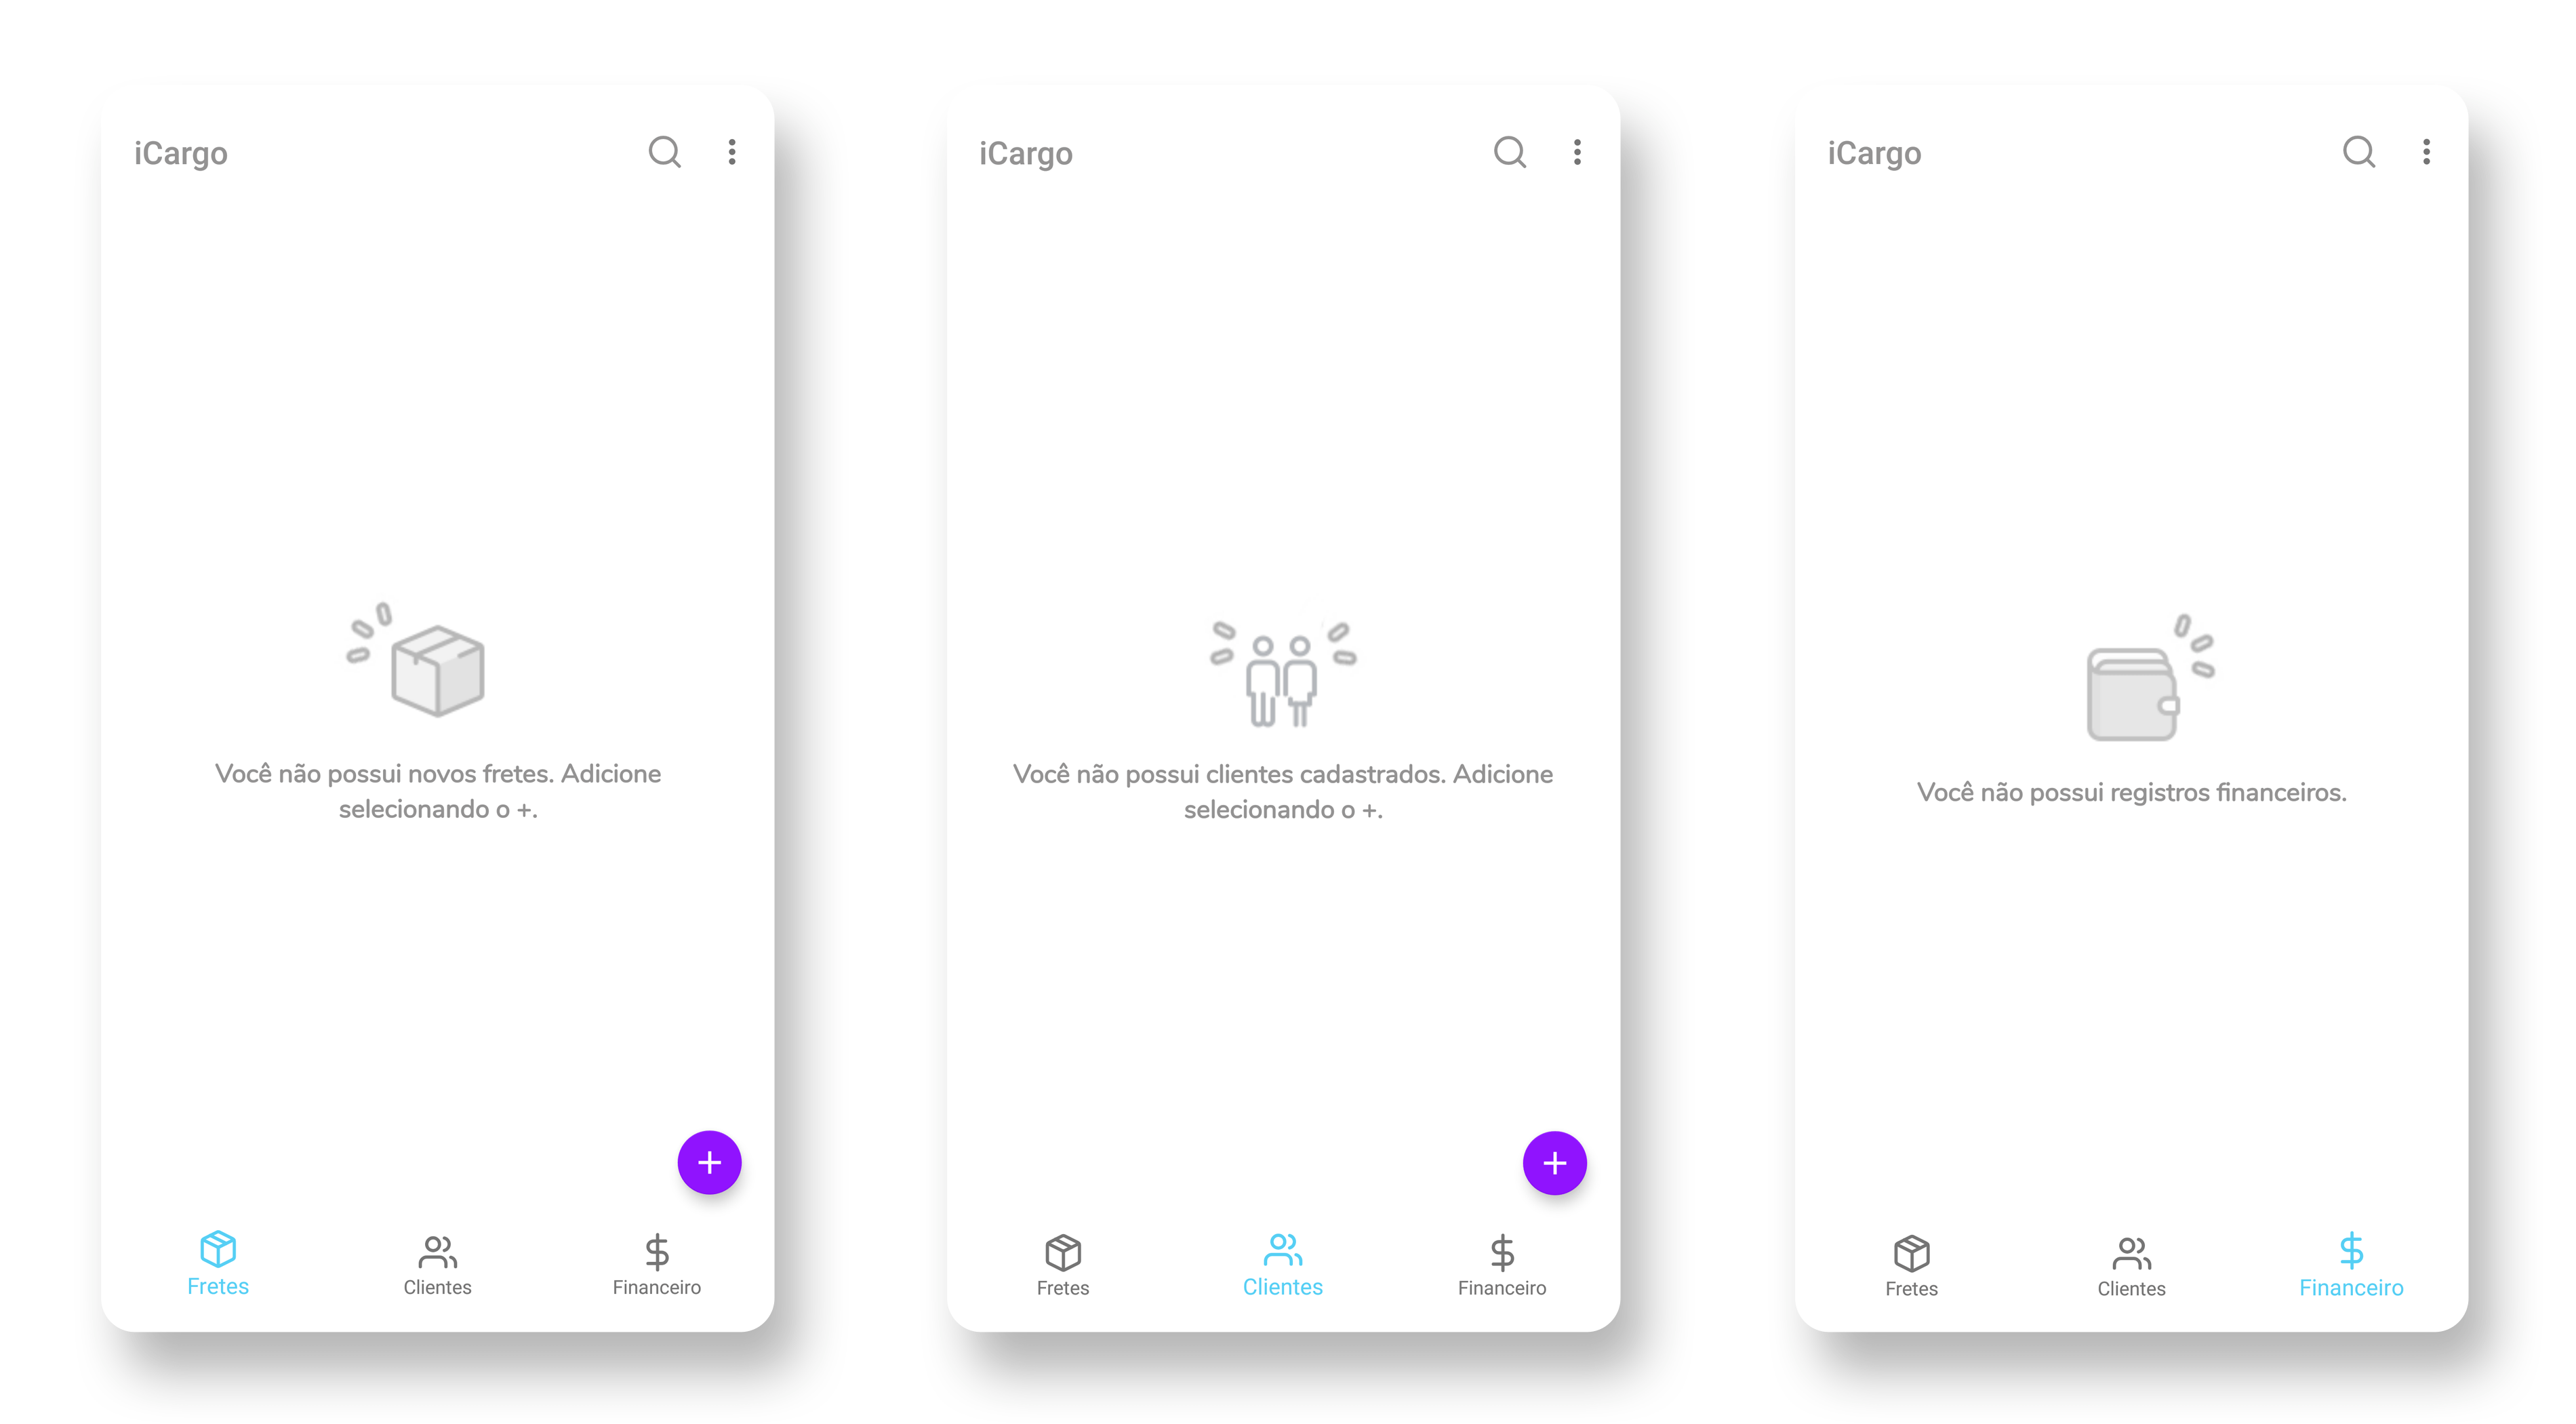 iCargo
Você não possui novos fretes. Adicione
selecionando o +.
Fretes
Clientes
Financeiro
iCargo
Você não possui clientes cadastrados. Adicione
selecionando o +.
Fretes
Clientes
Financeiro
iCargo
Você não possui registros financeiros.
Fretes
Clientes
Financeiro